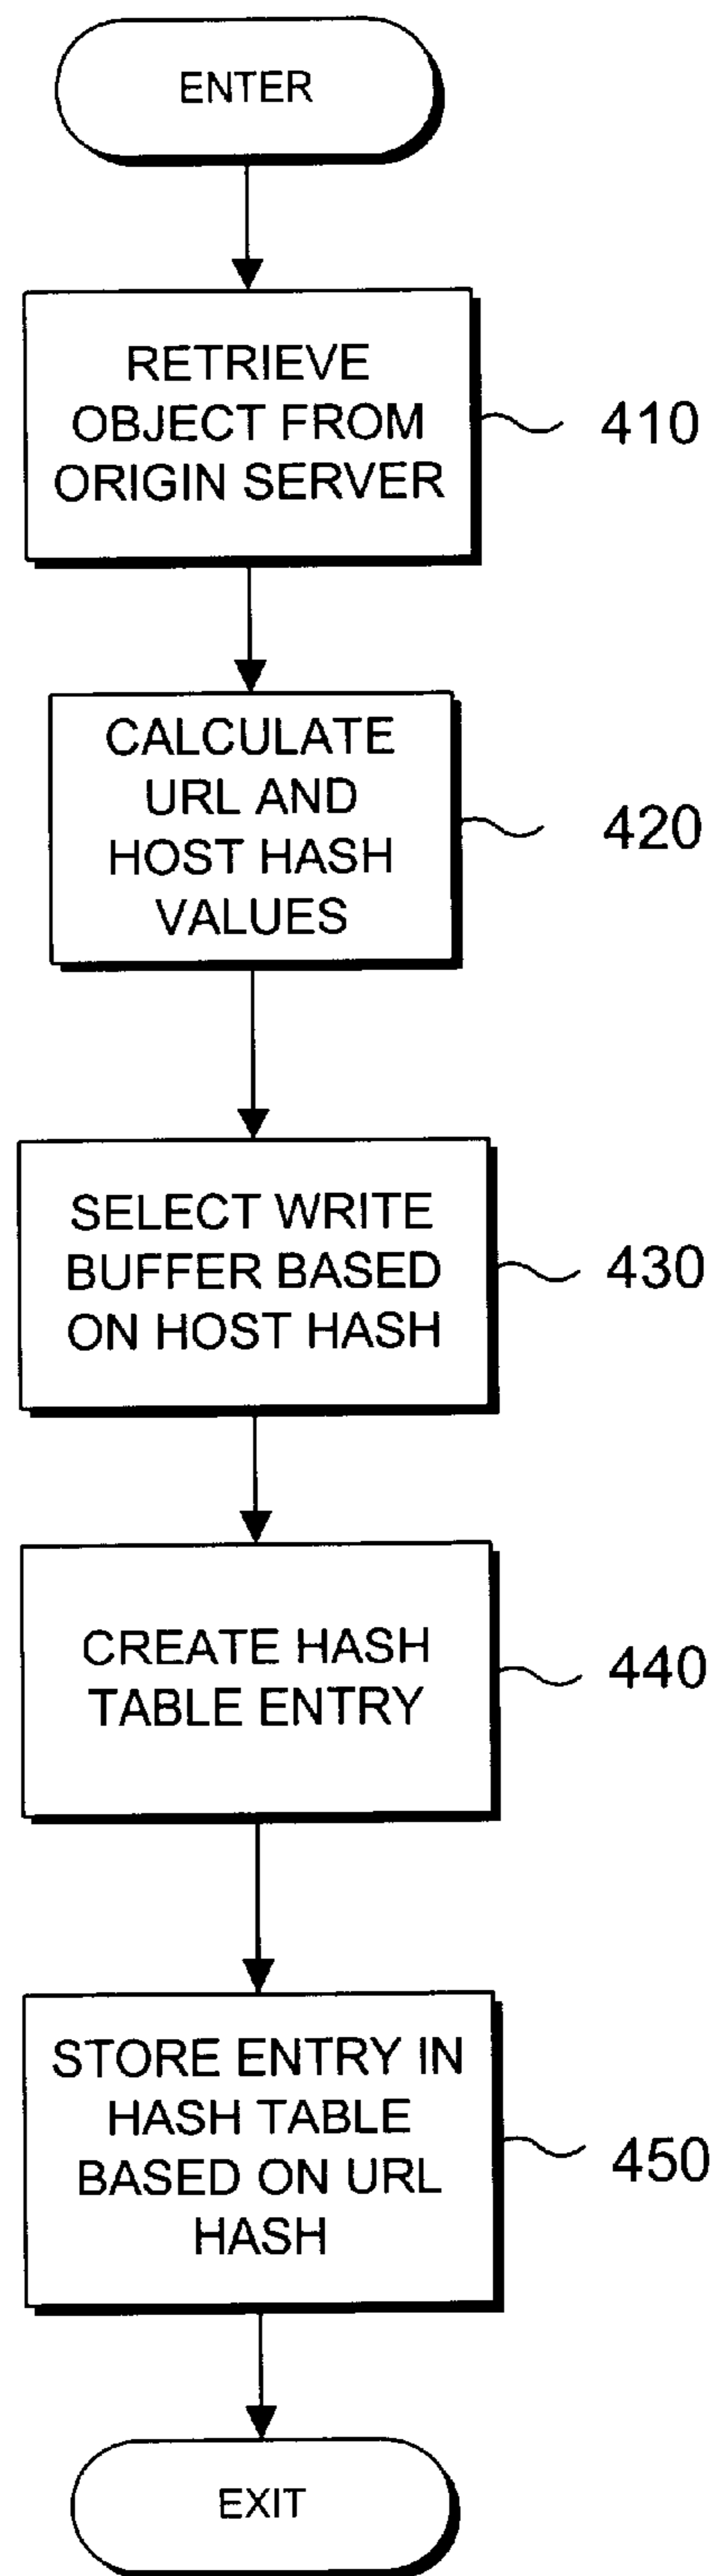 ENTER
RETRIEVE
OBJECT FROM
ORIGIN SERVER
410
CALCULATE
URL AND
HOST HASH
VALUES
420
SELECT WRITE
BUFFER BASED
ON HOST HASH
430
CREATE HASH
TABLE ENTRY
440
STORE ENTRY IN
HASH TABLE
BASED ON URL
HASH
450
EXIT